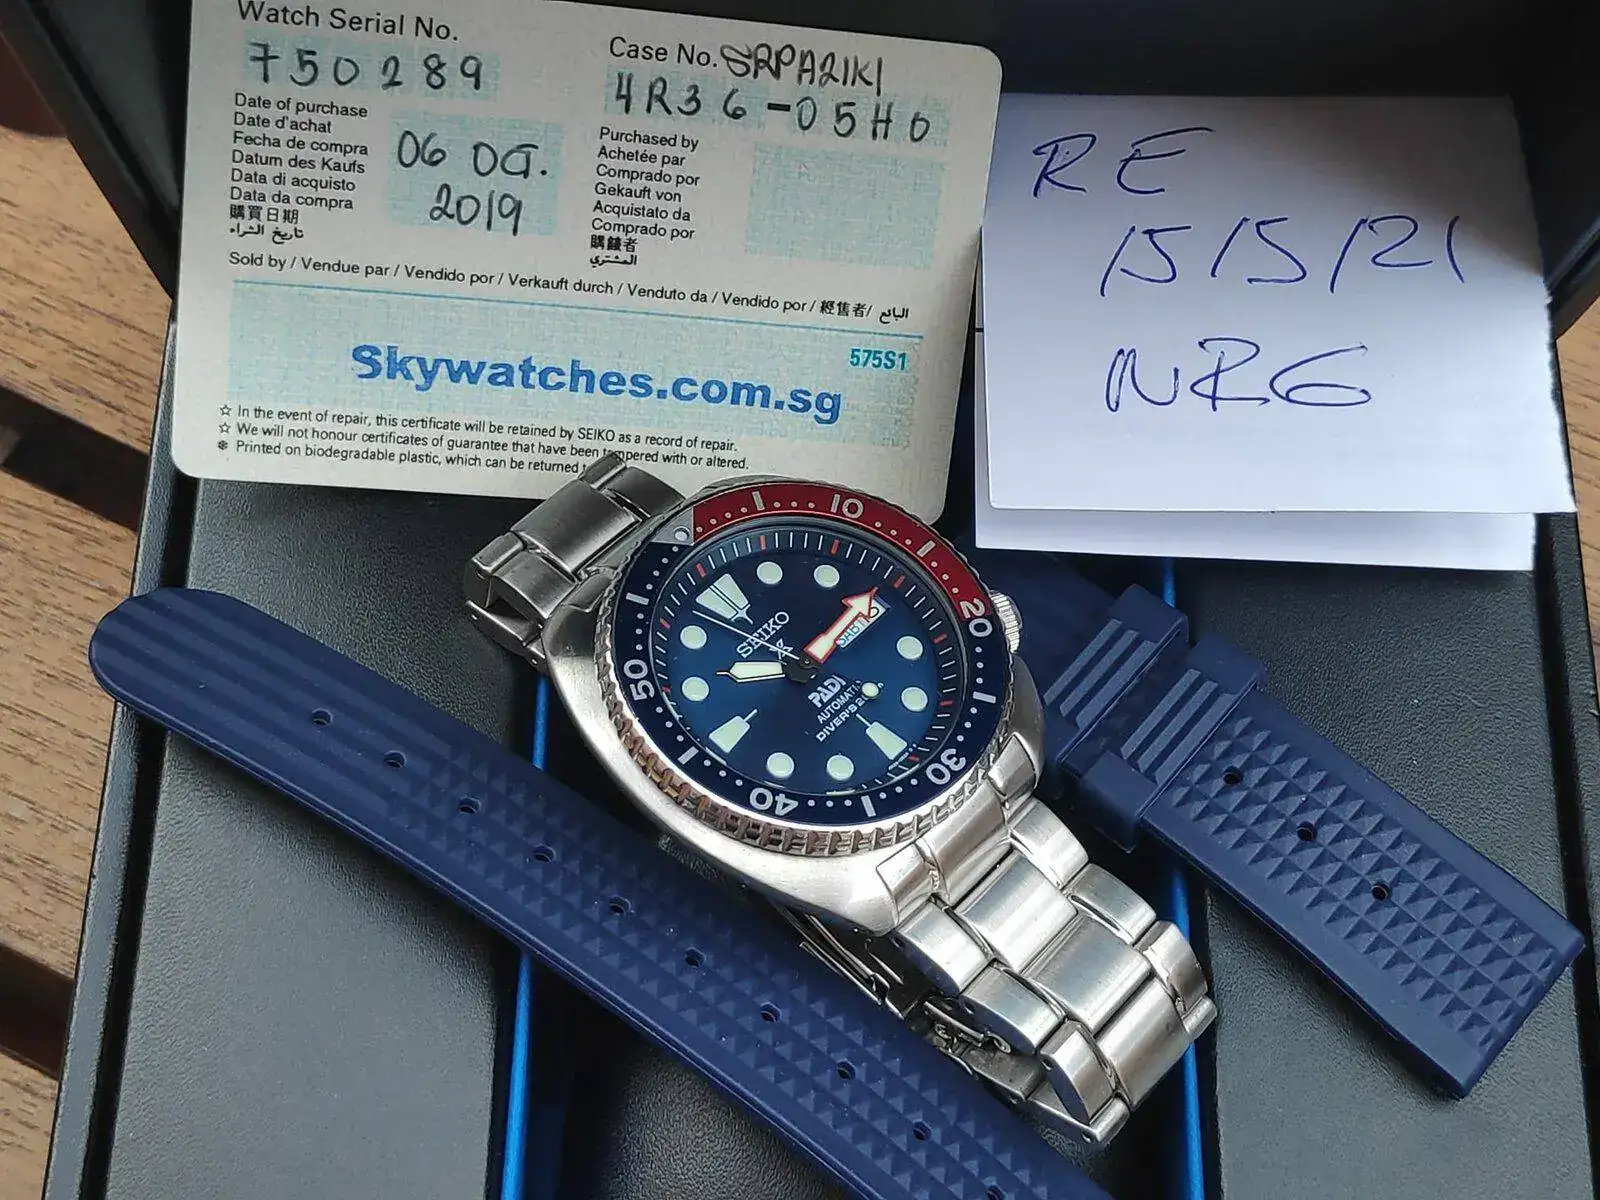 Watch Serial No.
750289
Case No. SRPA21K1
4R36-05H0
Date of purchase
Date d'achat
Fecha de compra
Datum des Kaufs
Data di acquisto
Data da compra
購買日期
تاريخ الشراء
06 OCT.
2019
Purchased by
Achetée par
Comprado por
Gekauft von
Acquistato da
Comprado por
購買者
المشتري
Sold by / Vendue par / Vendido por / Verkauft durch / Venduto da / Vendido por / 經售者 / البائع
575S1
Skywatches.com.sg
☆ In the event of repair, this certificate will be retained by SEIKO as a record of repair.
☆ We will not honour certificates of guarantee that have been tampered with or altered.
❄ Printed on biodegradable plastic, which can be returned
RE
15/5/21
NRG
10
20
30
40
50
SEIKO
PADI
AUTOMATIC
DIVER'S